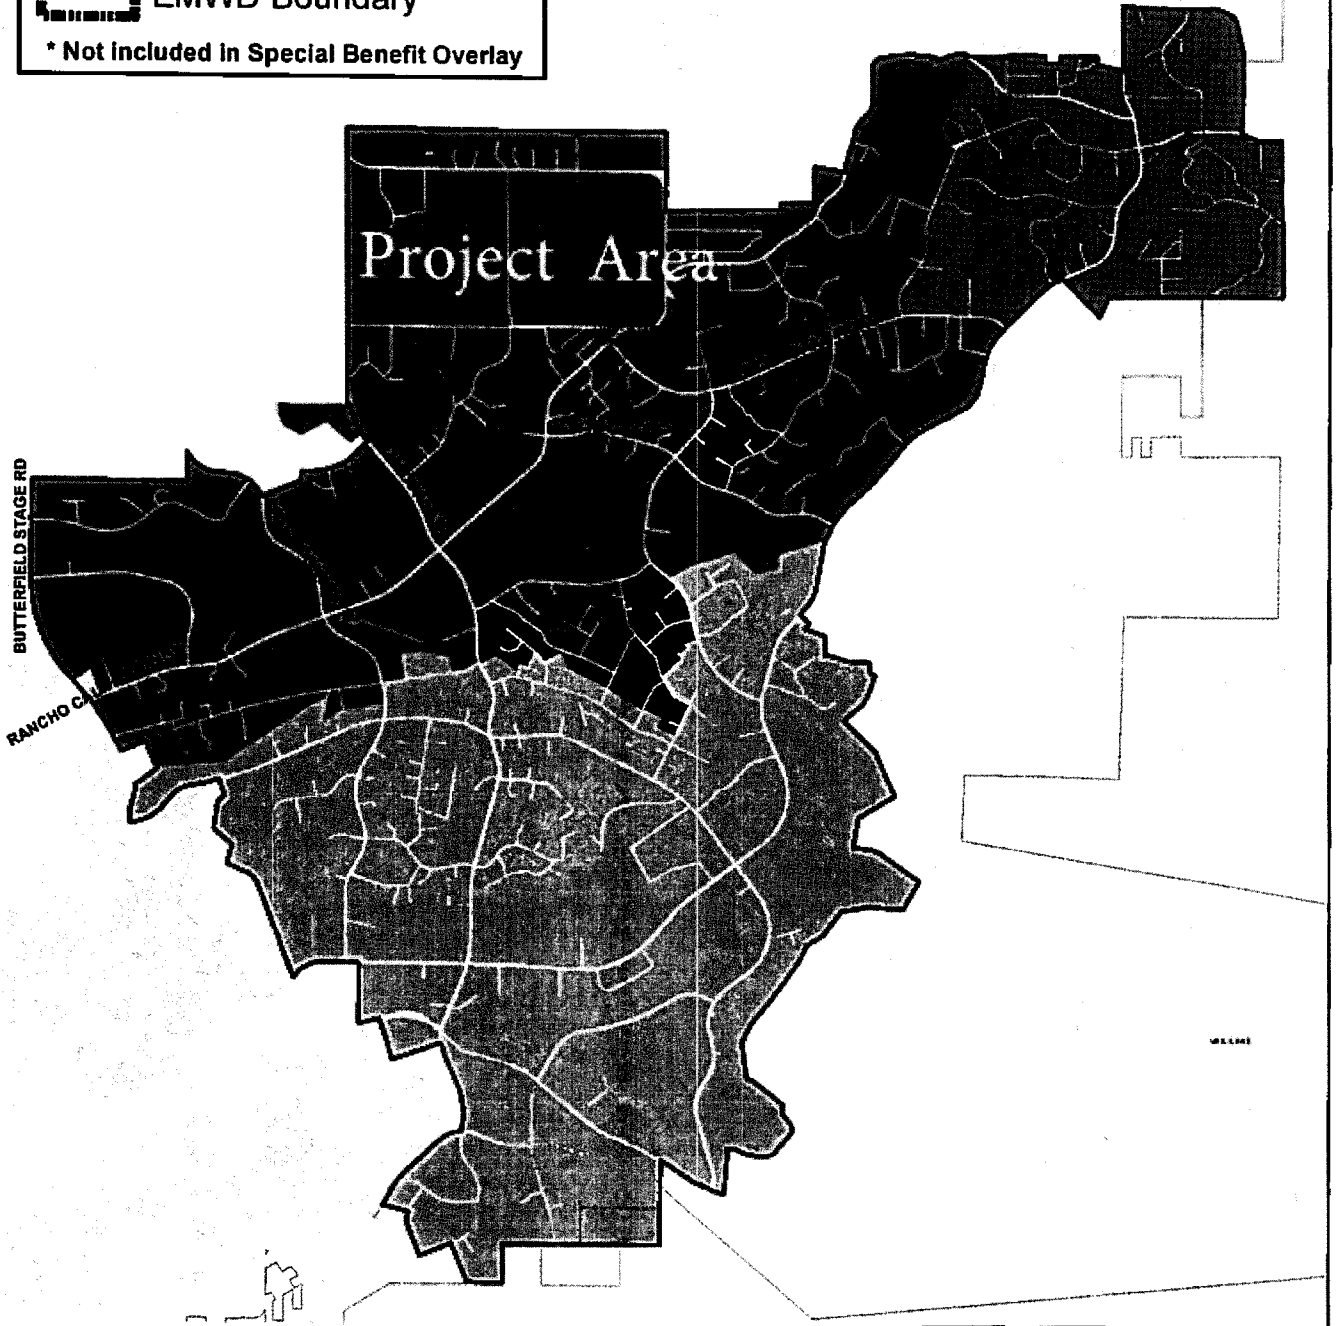 EMWD Boundary
* Not included in Special Benefit Overlay
Project Area
BUTTERFIELD STAGE RD
RANCHO C